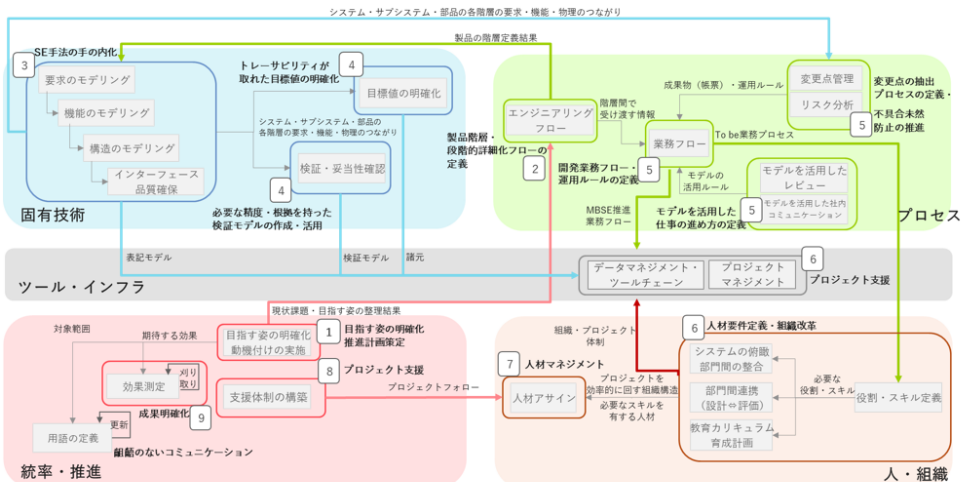 システム・サブシステム・部品の各階層の要求・機能・物理のつながり
製品の階層定義結果
3
SE手法の手の内化
要求のモデリング
機能のモデリング
構造のモデリング
インターフェース
品質確保
固有技術
トレーサビリティが
取れた目標値の明確化
4
目標値の明確化
システム・サブシステム・部品の
各階層の要求・機能・物理のつながり
検証・妥当性確認
4
必要な精度・根拠を持った
検証モデルの作成・活用
エンジニアリング
フロー
製品階層・
段階的詳細化フローの
定義
2
階層間で
受け渡す情報
成果物（帳票）・運用ルール
変更点管理
リスク分析
5
変更点の抽出
プロセスの定義・
不具合未然
防止の推進
業務フロー
To be業務プロセス
開発業務フロー・
運用ルールの定義
5
モデルの
活用ルール
モデルを活用した
レビュー
モデルを活用した社内
コミュニケーション
5
モデルを活用した
仕事の進め方の定義
MBSE推進
業務フロー
プロセス
表記モデル
検証モデル
諸元
データマネジメント・
ツールチェーン
プロジェクト
マネジメント
6
プロジェクト支援
ツール・インフラ
現状課題・目指す姿の整理結果
対象範囲
期待する効果
目指す姿の明確化
動機付けの実施
1
目指す姿の明確化
推進計画策定
8
プロジェクト支援
効果測定
刈り
取り
支援体制の構築
プロジェクトフォロー
成果明確化
9
用語の定義
更新
齟齬のないコミュニケーション
統率・推進
組織・プロジェクト
体制
6
人材要件定義・組織改革
7
人材マネジメント
人材アサイン
プロジェクトを
効率的に回す組織構造
必要なスキルを
有する人材
システムの俯瞰
部門間の整合
部門間連携
（設計⇔評価）
教育カリキュラム
育成計画
必要な
役割・スキル
役割・スキル定義
人・組織